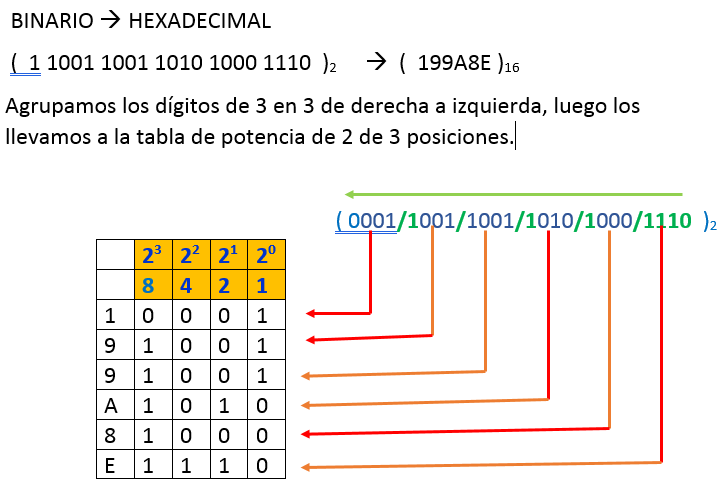 BINARIO → HEXADECIMAL
( 1 1001 1001 1010 1000 1110 )₂ → ( 199A8E )₁₆
Agrupamos los dígitos de 3 en 3 de derecha a izquierda, luego los
llevamos a la tabla de potencia de 2 de 3 posiciones.
( 0001/1001/1001/1010/1000/1110 )₂
2³ 2² 2¹ 2⁰
8 4 2 1
1 0 0 0 1
9 1 0 0 1
9 1 0 0 1
A 1 0 1 0
8 1 0 0 0
E 1 1 1 0